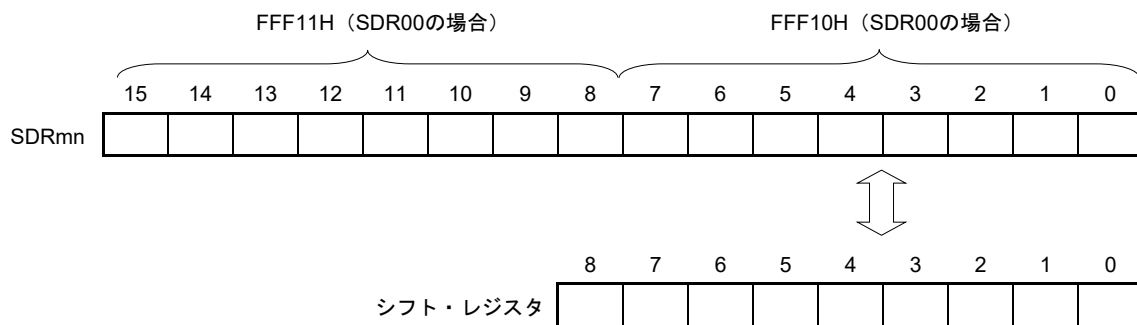 FFF11H（SDR00の場合） FFF10H（SDR00の場合）
15 14 13 12 11 10 9 8 7 6 5 4 3 2 1 0
SDRmn
8 7 6 5 4 3 2 1 0
シフト・レジスタ